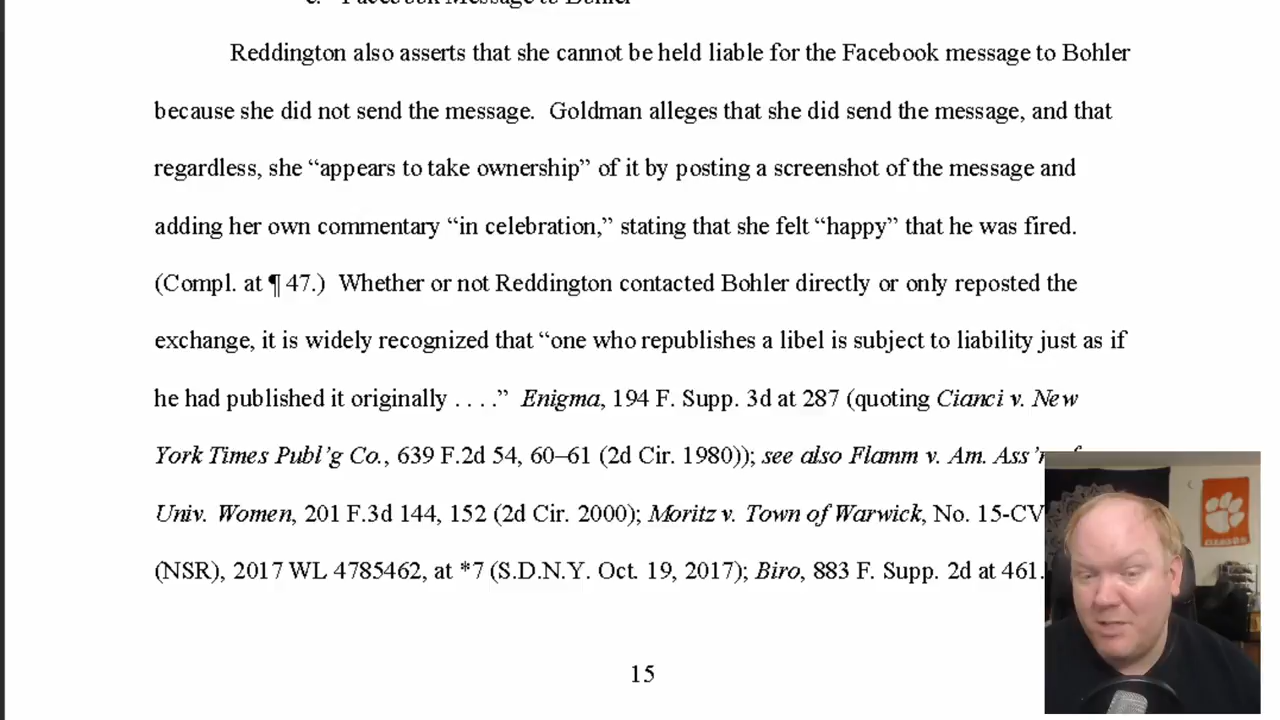 c. Facebook Message to Bohler
Reddington also asserts that she cannot be held liable for the Facebook message to Bohler
because she did not send the message. Goldman alleges that she did send the message, and that
regardless, she “appears to take ownership” of it by posting a screenshot of the message and
adding her own commentary “in celebration,” stating that she felt “happy” that he was fired.
(Compl. at ¶ 47.) Whether or not Reddington contacted Bohler directly or only reposted the
exchange, it is widely recognized that “one who republishes a libel is subject to liability just as if
he had published it originally . . . .” Enigma, 194 F. Supp. 3d at 287 (quoting Cianci v. New
York Times Publ’g Co., 639 F.2d 54, 60–61 (2d Cir. 1980)); see also Flamm v. Am. Ass’n of
Univ. Women, 201 F.3d 144, 152 (2d Cir. 2000); Moritz v. Town of Warwick, No. 15-CV
(NSR), 2017 WL 4785462, at *7 (S.D.N.Y. Oct. 19, 2017); Biro, 883 F. Supp. 2d at 461.
15